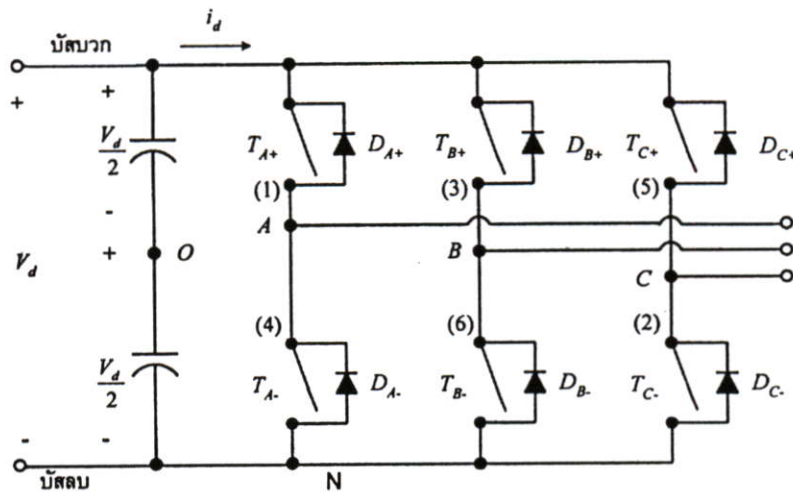 i_d
บัสบวก
+ +
V_d/2 T_A+ D_A+ T_B+ D_B+ T_C+ D_C+
(1) (3) (5)
-
A
V_d + O B
C
(4) (6) (2)
V_d/2 T_A- D_A- T_B- D_B- T_C- D_C-
- -
บัสลบ N